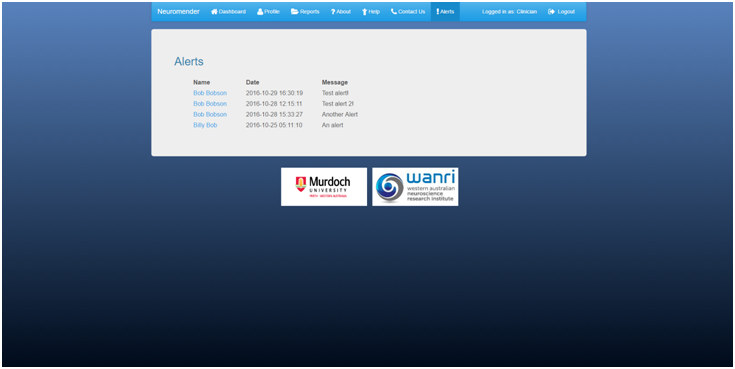 Neuromender Dashboard Profile Reports ? About Help Contact Us ! Alerts Logged in as: Clinician Logout
Alerts
Name Date Message
Bob Bobson 2016-10-29 16:30:19 Test alert!
Bob Bobson 2016-10-28 12:15:11 Test alert 2!
Bob Bobson 2016-10-28 15:33:27 Another Alert
Billy Bob 2016-10-25 05:11:10 An alert
Murdoch
UNIVERSITY
PERTH, WESTERN AUSTRALIA
wanri
western australian
neuroscience
research institute